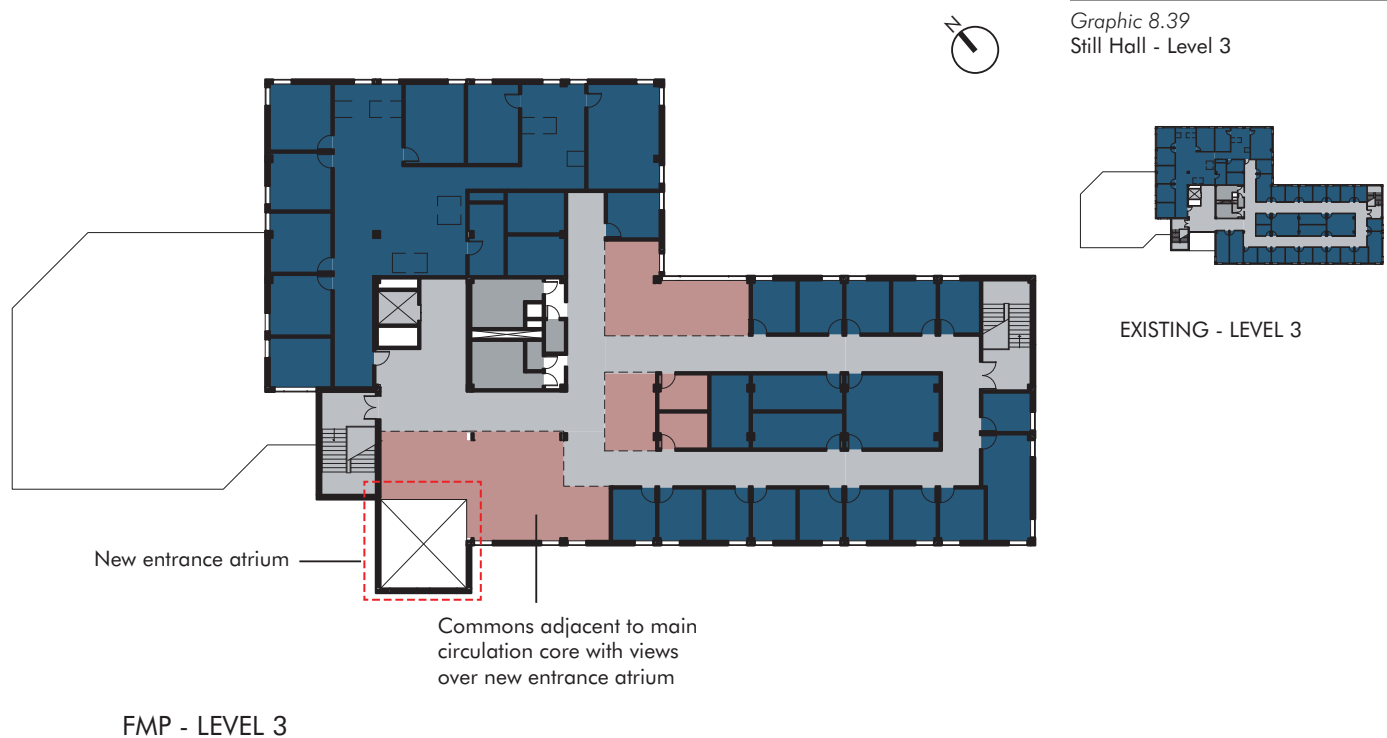 N
Graphic 8.39
Still Hall - Level 3
EXISTING - LEVEL 3
New entrance atrium
Commons adjacent to main
circulation core with views
over new entrance atrium
FMP - LEVEL 3